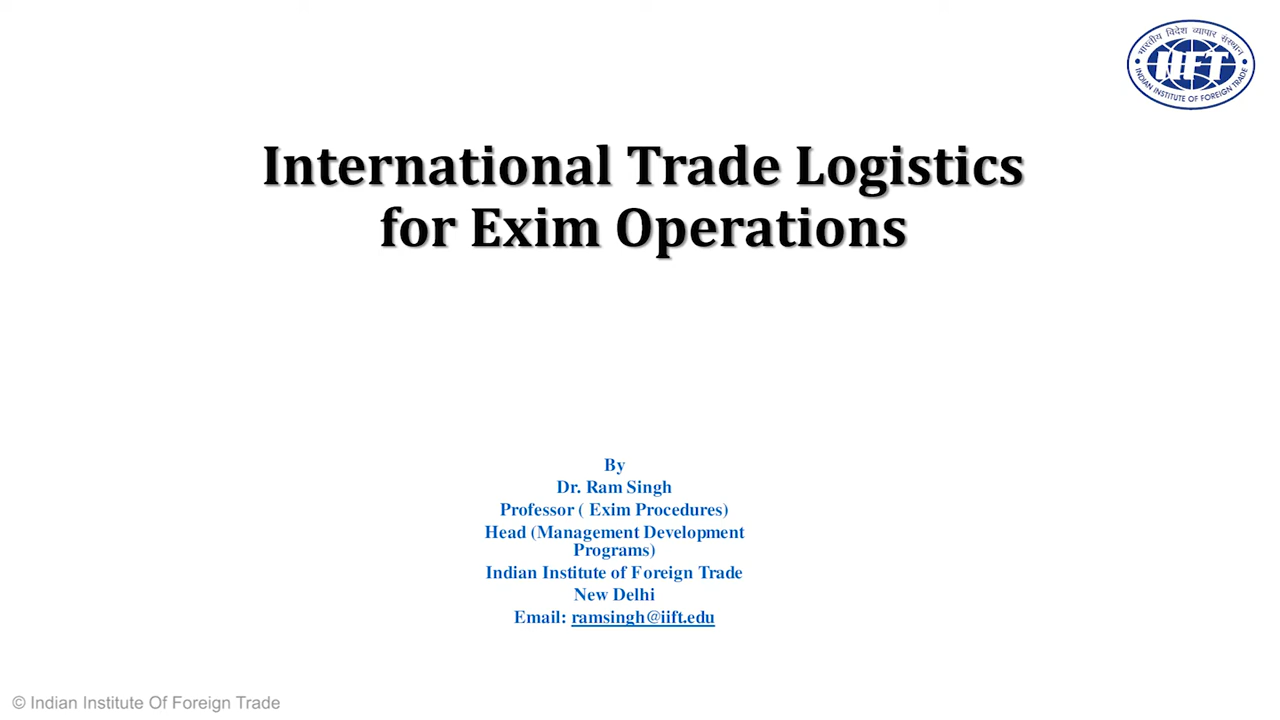 भारतीय विदेश व्यापार संस्थान
IIFT
INDIAN INSTITUTE OF FOREIGN TRADE
International Trade Logistics
for Exim Operations
By
Dr. Ram Singh
Professor ( Exim Procedures)
Head (Management Development
Programs)
Indian Institute of Foreign Trade
New Delhi
Email: ramsingh@iift.edu
© Indian Institute Of Foreign Trade